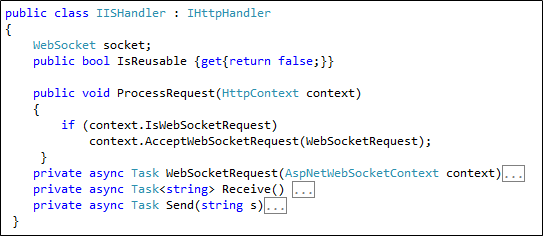 public class IISHandler : IHttpHandler
{
    WebSocket socket;
    public bool IsReusable {get{return false;}}

    public void ProcessRequest(HttpContext context)
    {
        if (context.IsWebSocketRequest)
            context.AcceptWebSocketRequest(WebSocketRequest);
     }
    private async Task WebSocketRequest(AspNetWebSocketContext context)...
    private async Task<string> Receive() ...
    private async Task Send(string s)...
 }